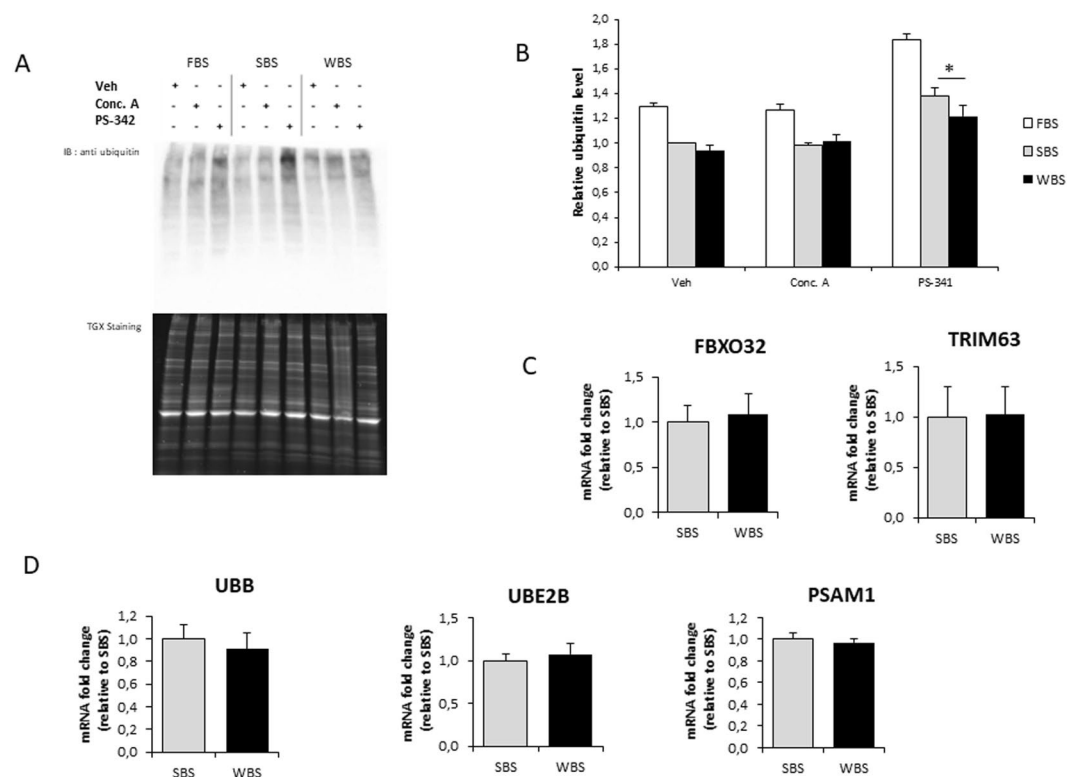 A
FBS SBS WBS
Veh + - - + - - + - -
Conc. A - + - - + - - + -
PS-342 - - + - - + - - +
IB : anti ubiquitin
TGX Staining
B
Relative ubiquitin level
2,0
1,8
1,6
1,4
1,2
1,0
0,8
0,6
0,4
0,2
0,0
*
Veh Conc. A PS-341
FBS
SBS
WBS
C
FBXO32
mRNA fold change
(relative to SBS)
1,5
1,0
0,5
0,0
SBS WBS
TRIM63
mRNA fold change
(relative to SBS)
1,5
1,0
0,5
0,0
SBS WBS
D
UBB
mRNA fold change
(relative to SBS)
1,2
1,0
0,8
0,6
0,4
0,2
0,0
SBS WBS
UBE2B
mRNA fold change
(relative to SBS)
1,5
1,0
0,5
0,0
SBS WBS
PSAM1
mRNA fold change
(relative to SBS)
1,2
1,0
0,8
0,6
0,4
0,2
0,0
SBS WBS